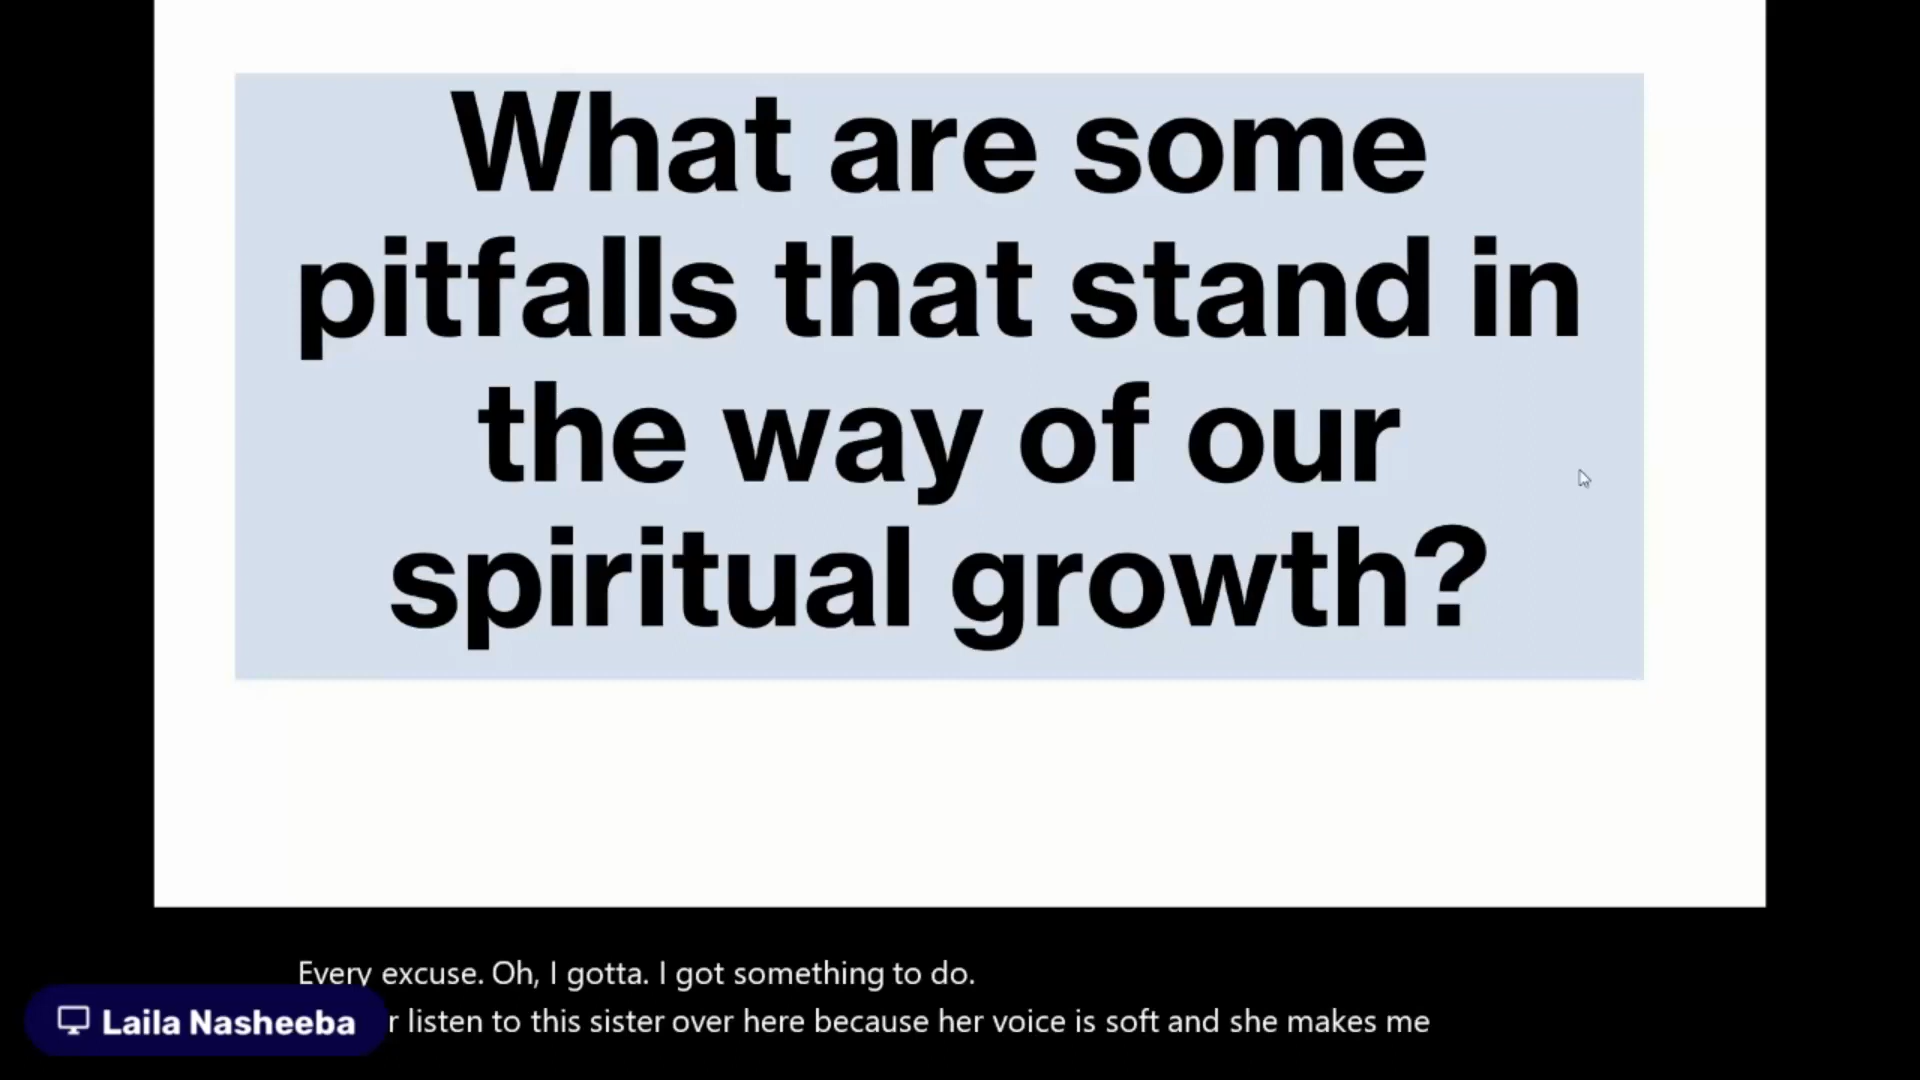 What are some
pitfalls that stand in
the way of our
spiritual growth?
Every excuse. Oh, I gotta. I got something to do.
r listen to this sister over here because her voice is soft and she makes me
Laila Nasheeba